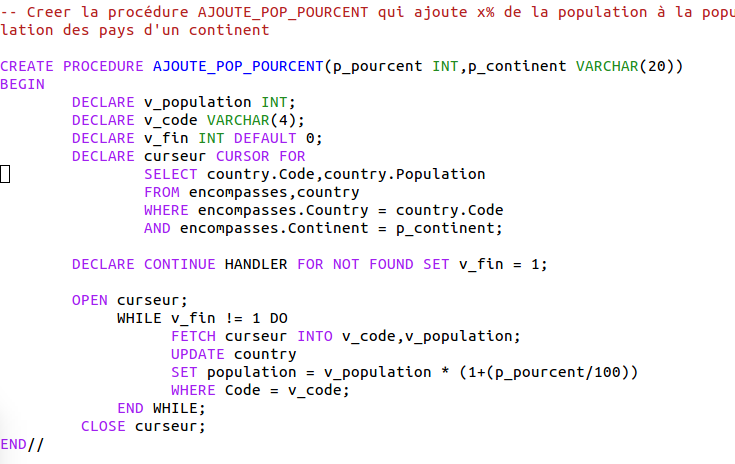 -- Creer la procédure AJOUTE_POP_POURCENT qui ajoute x% de la population à la popu
lation des pays d'un continent
CREATE PROCEDURE AJOUTE_POP_POURCENT(p_pourcent INT,p_continent VARCHAR(20))
BEGIN
DECLARE v_population INT;
DECLARE v_code VARCHAR(4);
DECLARE v_fin INT DEFAULT 0;
DECLARE curseur CURSOR FOR
SELECT country.Code,country.Population
FROM encompasses,country
WHERE encompasses.Country = country.Code
AND encompasses.Continent = p_continent;
DECLARE CONTINUE HANDLER FOR NOT FOUND SET v_fin = 1;
OPEN curseur;
WHILE v_fin != 1 DO
FETCH curseur INTO v_code,v_population;
UPDATE country
SET population = v_population * (1+(p_pourcent/100))
WHERE Code = v_code;
END WHILE;
CLOSE curseur;
END//